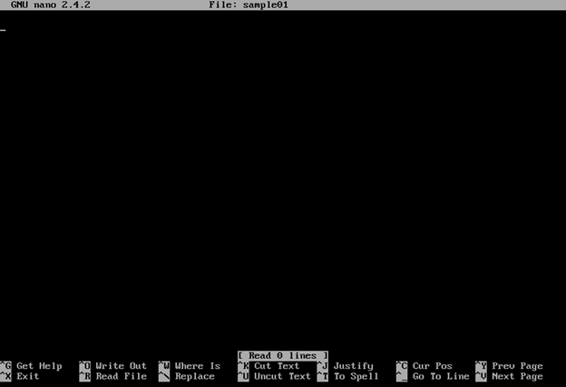 GNU nano 2.4.2 File: sample01
[ Read 0 lines ]
^G Get Help ^O Write Out ^W Where Is ^K Cut Text ^J Justify ^C Cur Pos ^Y Prev Page
^X Exit ^R Read File ^\ Replace ^U Uncut Text ^T To Spell ^_ Go To Line ^V Next Page